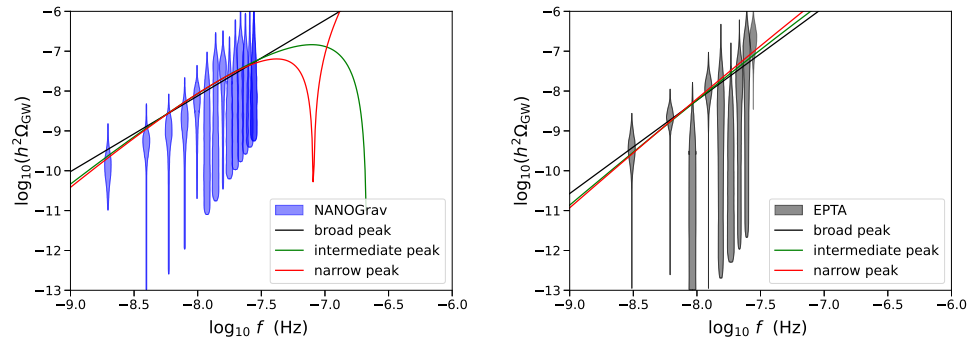 log₁₀(h²Ω_GW)
−6
−7
−8
−9
−10
−11
−12
−13
NANOGrav
broad peak
intermediate peak
narrow peak
−9.0 −8.5 −8.0 −7.5 −7.0 −6.5 −6.0
log₁₀ f (Hz)
log₁₀(h²Ω_GW)
−6
−7
−8
−9
−10
−11
−12
−13
EPTA
broad peak
intermediate peak
narrow peak
−9.0 −8.5 −8.0 −7.5 −7.0 −6.5 −6.0
log₁₀ f (Hz)